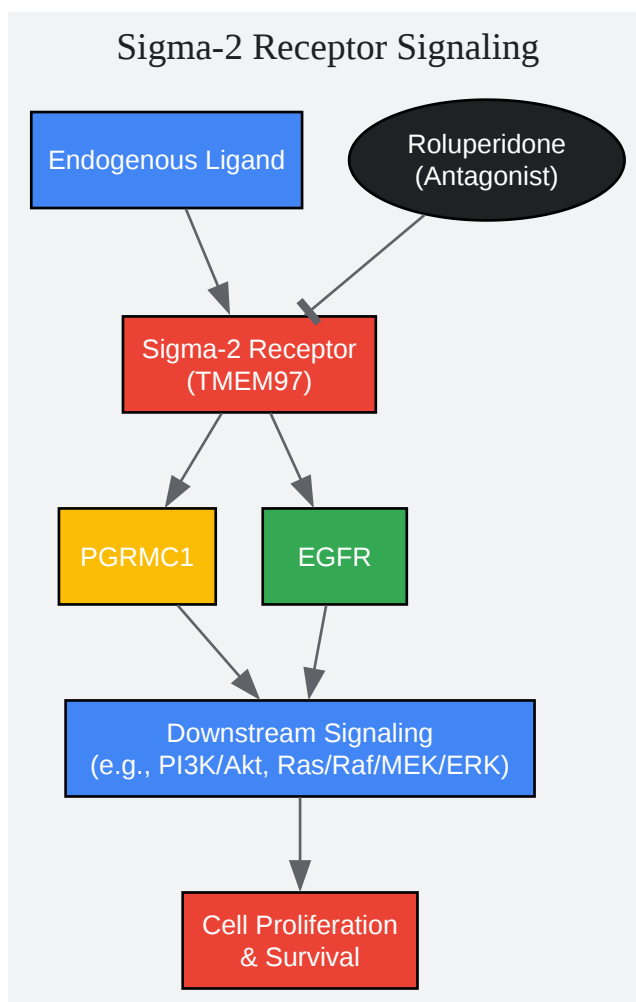 Sigma-2 Receptor Signaling
Endogenous Ligand
Roluperidone
(Antagonist)
Sigma-2 Receptor
(TMEM97)
PGRMC1
EGFR
Downstream Signaling
(e.g., PI3K/Akt, Ras/Raf/MEK/ERK)
Cell Proliferation
& Survival